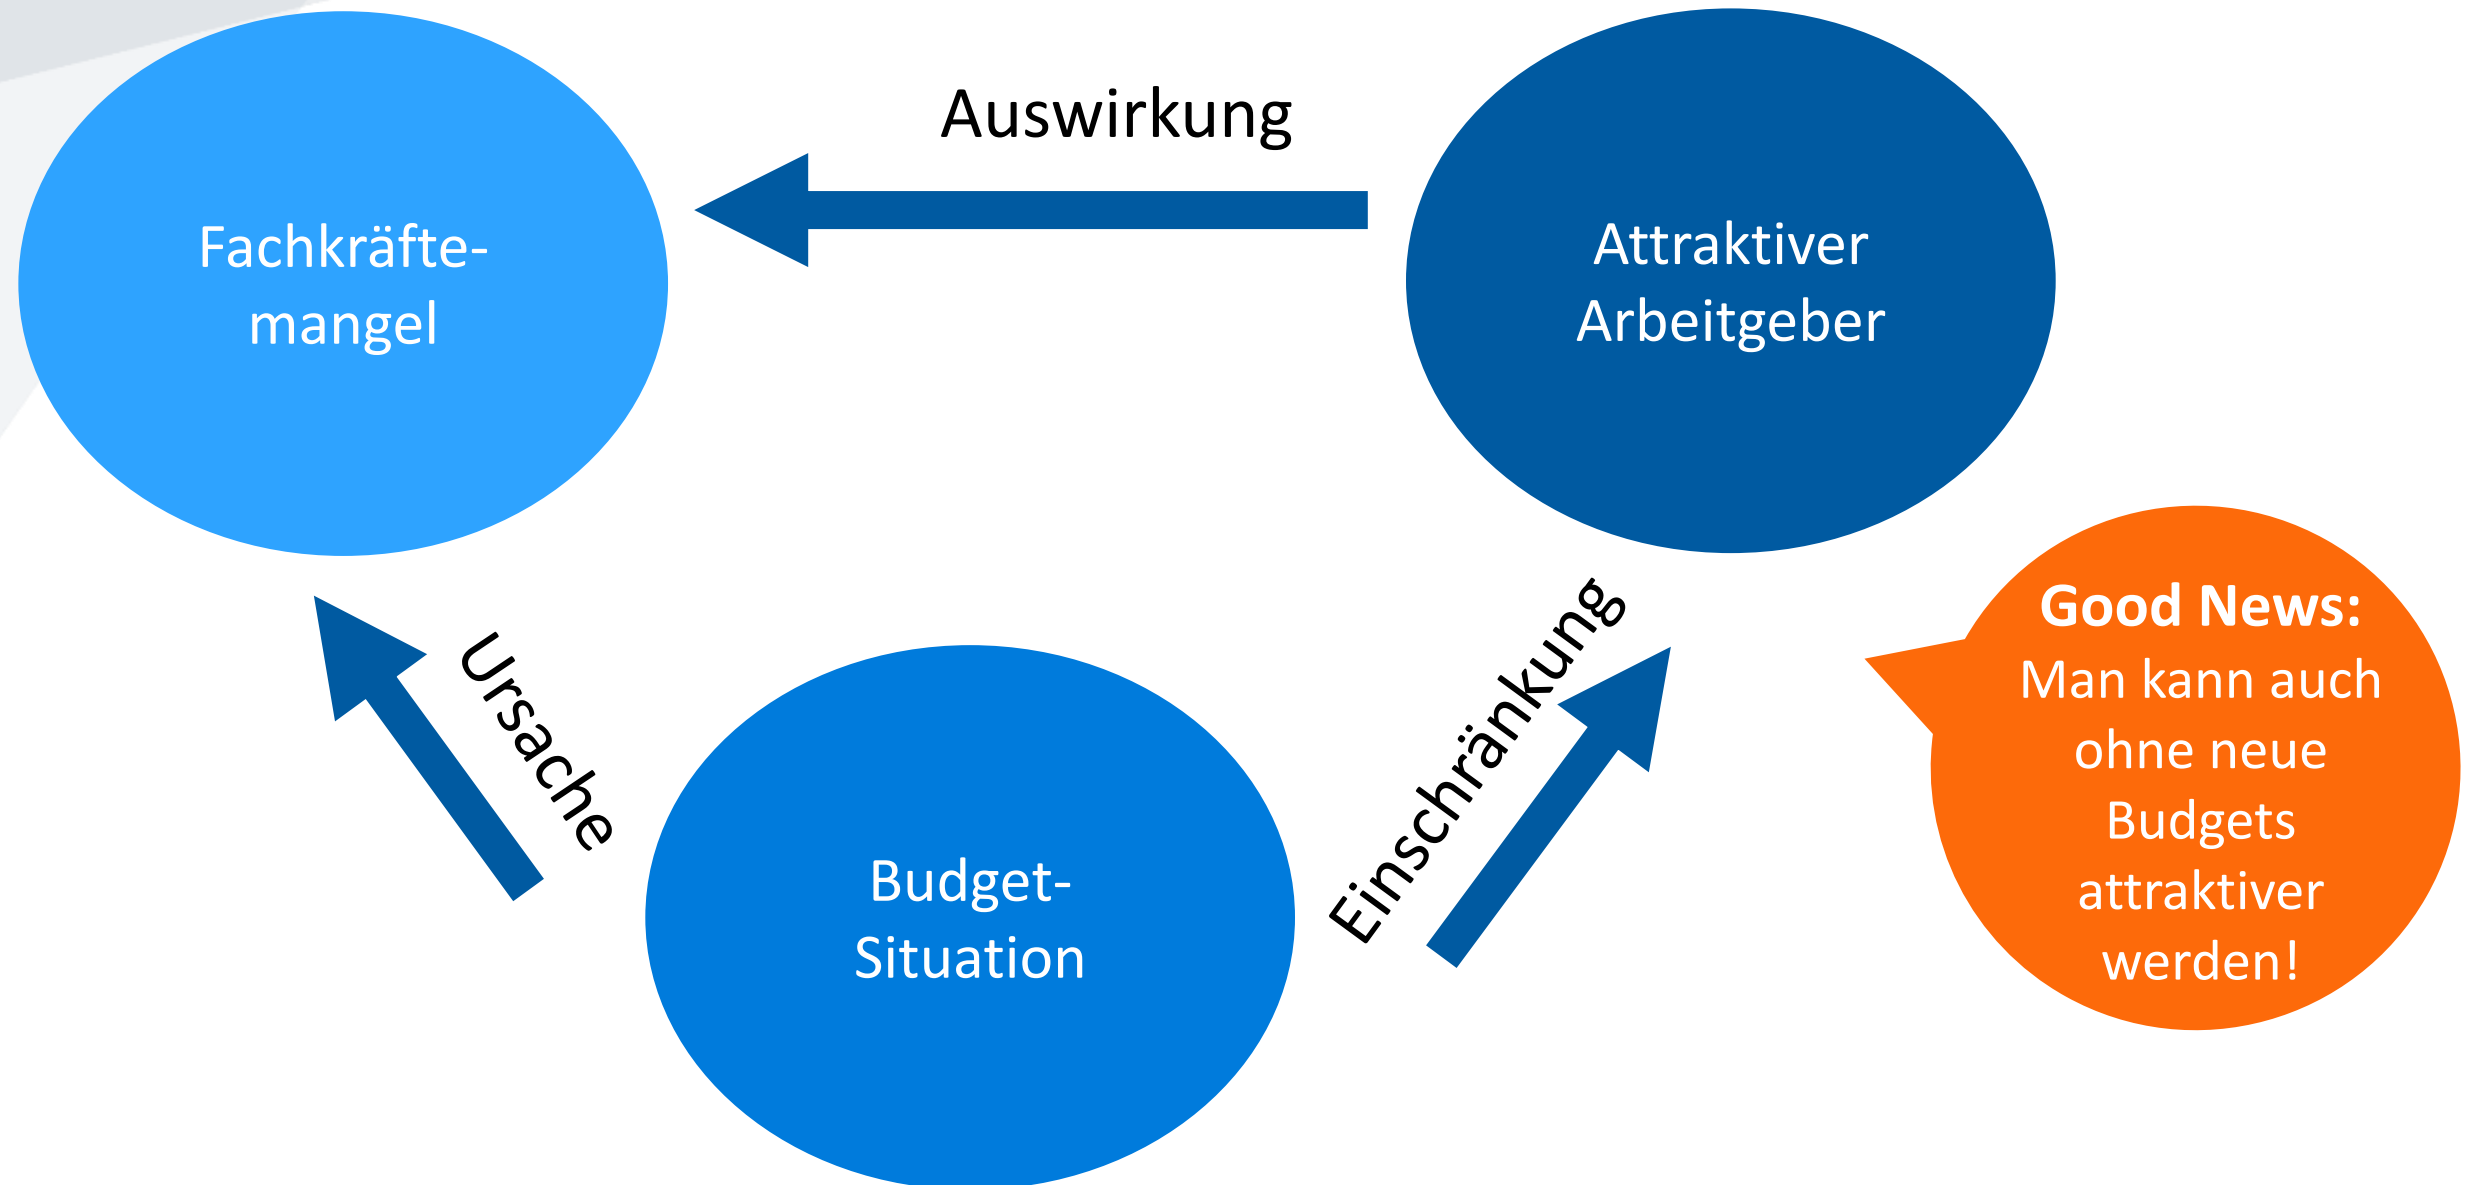 Auswirkung
Fachkräfte-
mangel
Attraktiver
Arbeitgeber
Ursache
Einschränkung
Budget-
Situation
Good News:
Man kann auch
ohne neue
Budgets
attraktiver
werden!